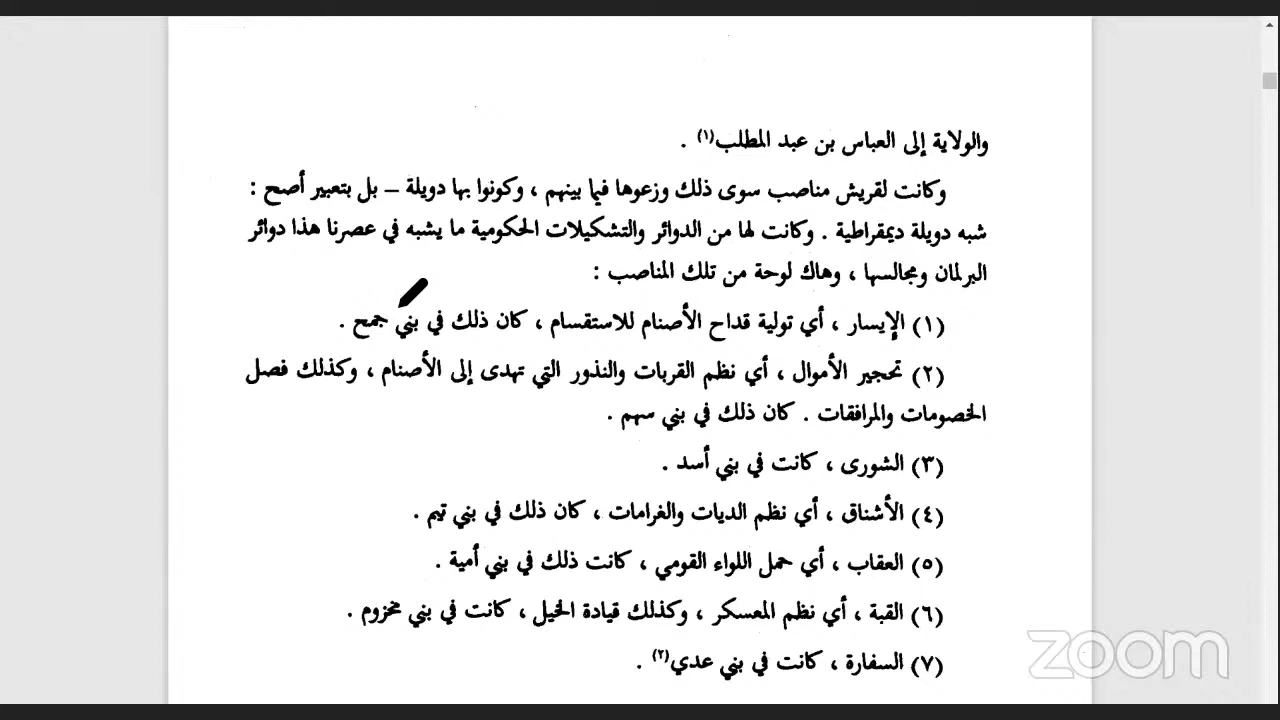 والولاية إلى العباس بن عبد المطلب(١) .
وكانت لقريش مناصب سوى ذلك وزعوها فيما بينهم ، وكونوا بها دويلة – بل بتعبير أصح :
شبه دويلة ديمقراطية . وكانت لها من الدوائر والتشكيلات الحكومية ما يشبه في عصرنا هذا دوائر
البرلمان ومجالسها ، وهاك لوحة من تلك المناصب :
(١) الإيسار ، أي تولية قداح الأصنام للاستقسام ، كان ذلك في بني جمح .
(٢) تحجير الأموال ، أي نظم القربات والنذور التي تهدى إلى الأصنام ، وكذلك فصل
الخصومات والمرافقات . كان ذلك في بني سهم .
(٣) الشورى ، كانت في بني أسد .
(٤) الأشناق ، أي نظم الديات والغرامات ، كان ذلك في بني تيم .
(٥) العقاب ، أي حمل اللواء القومي ، كانت ذلك في بني أمية .
(٦) القبة ، أي نظم المعسكر ، وكذلك قيادة الخيل ، كانت في بني مخزوم .
(٧) السفارة ، كانت في بني عدي(٢) .
zoom